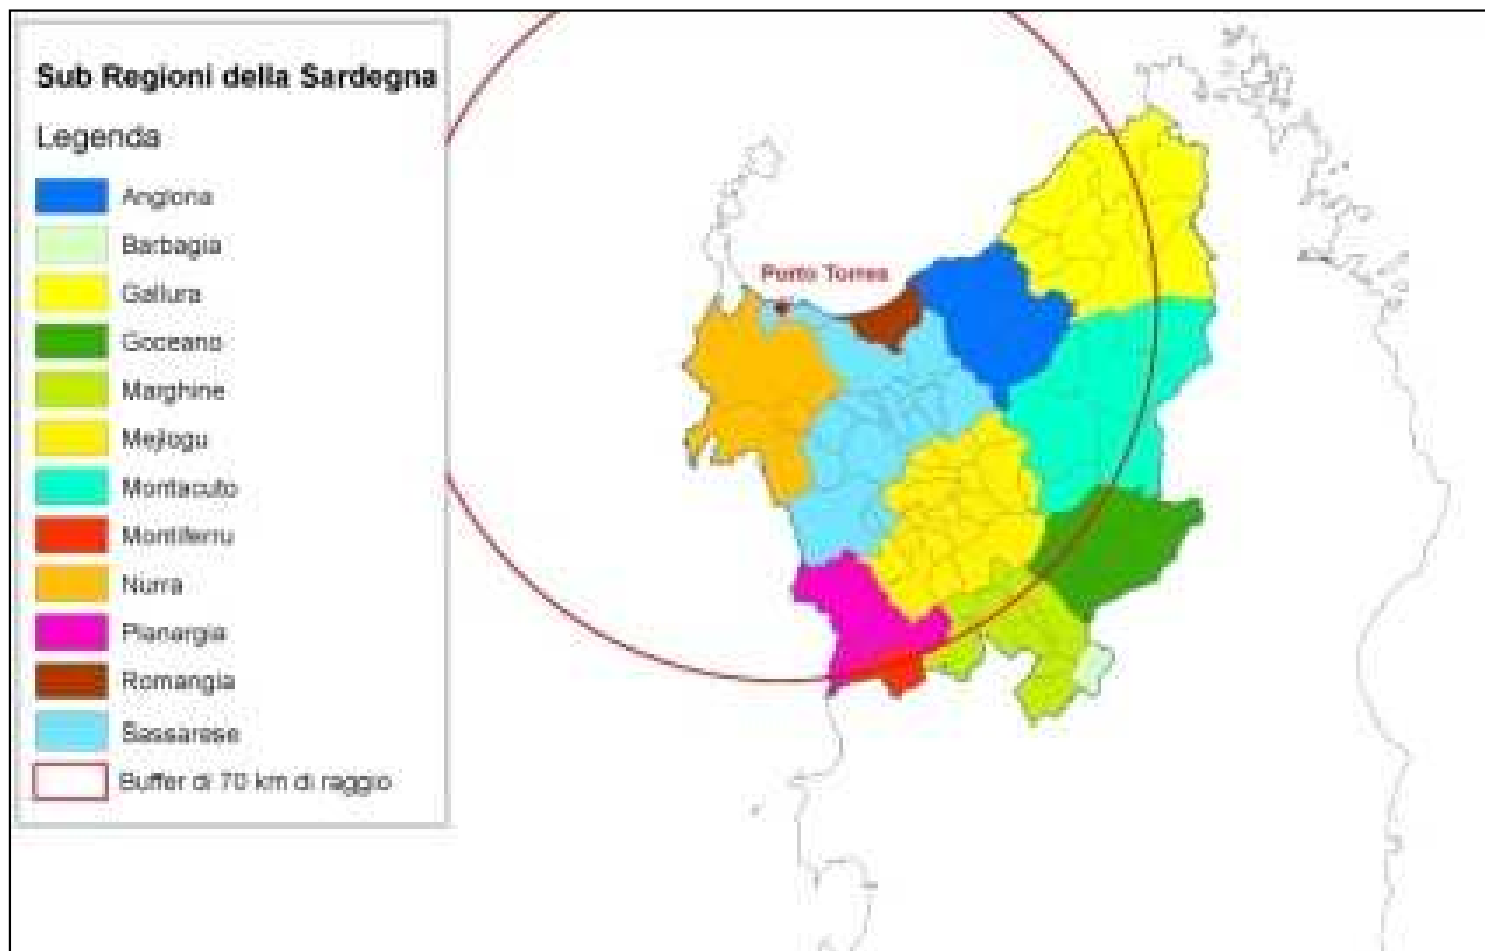 Sub Regioni della Sardegna
Legenda
Anglona
Barbagia
Gallura
Goceano
Marghine
Mejlogu
Montacuto
Montiferru
Nurra
Planargia
Romangia
Sassarese
Buffer di 70 km di raggio
Porto Torres